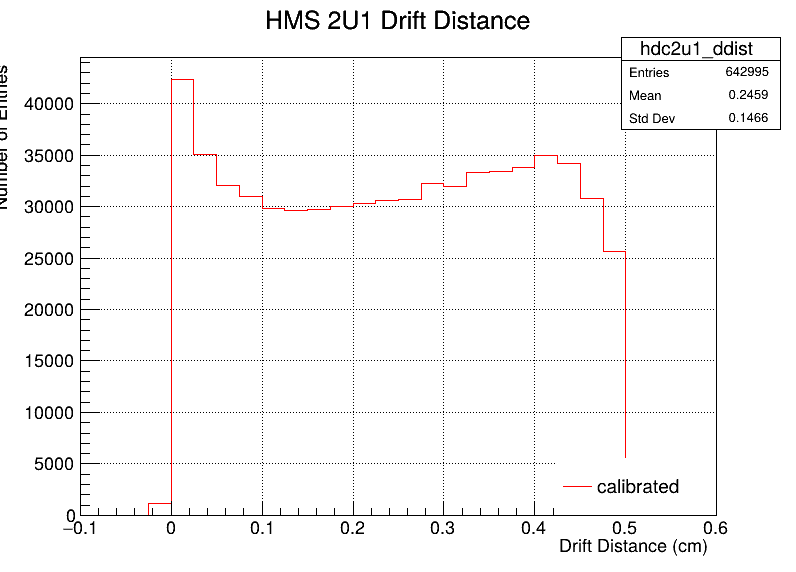 HMS 2U1 Drift Distance
hdc2u1_ddist
Entries 642995
Mean 0.2459
Std Dev 0.1466
Number of Entries
40000
35000
30000
25000
20000
15000
10000
5000
0
calibrated
−0.1 0 0.1 0.2 0.3 0.4 0.5 0.6
Drift Distance (cm)